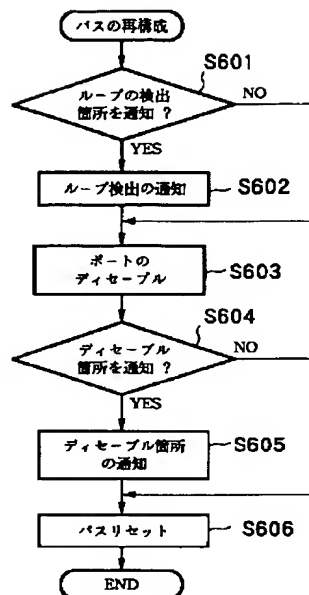 バスの再構成
S601
ループの検出
箇所を通知 ?
NO
YES
ループ検出の通知
S602
ポートの
ディセーブル
S603
S604
ディセーブル
箇所を通知 ?
NO
YES
ディセーブル箇所
の通知
S605
バスリセット
S606
END